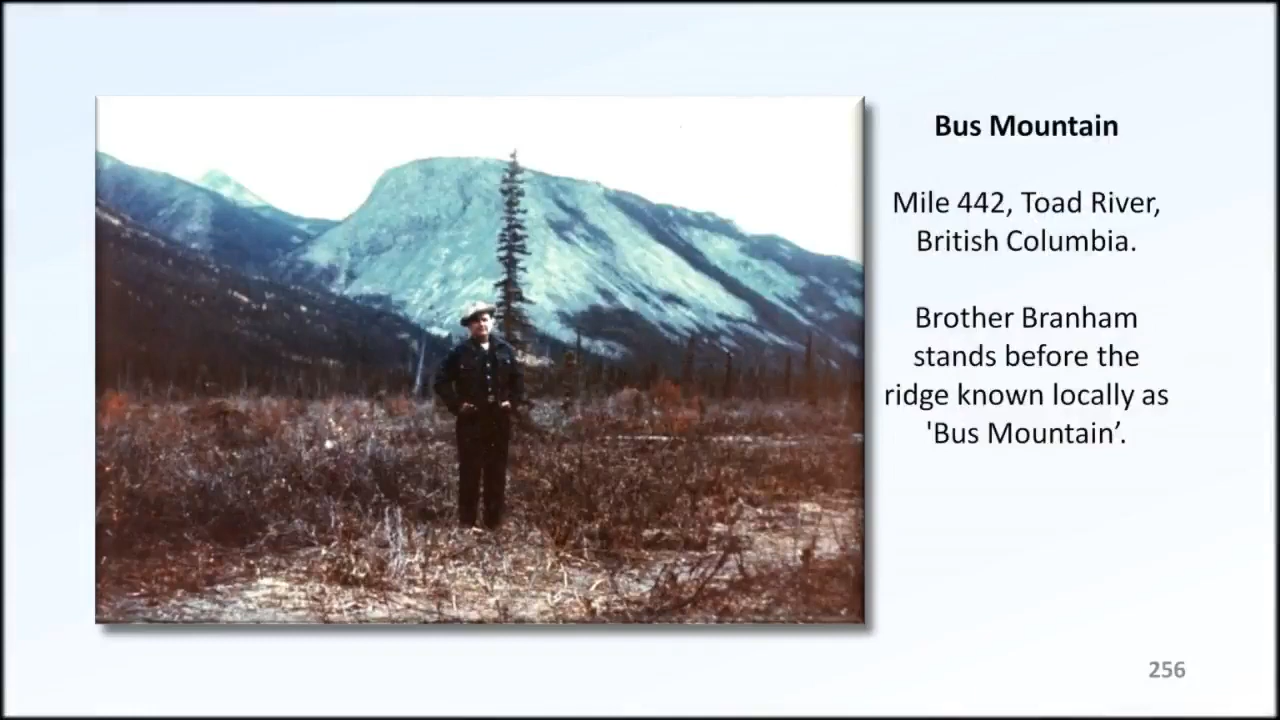 Bus Mountain
Mile 442, Toad River,
British Columbia.
Brother Branham
stands before the
ridge known locally as
'Bus Mountain’.
256